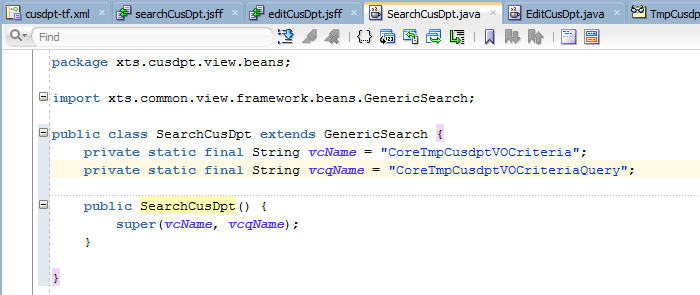 cusdpt-tf.xml searchCusDpt.jsff editCusDpt.jsff SearchCusDpt.java EditCusDpt.java TmpCusdp
Find
package xts.cusdpt.view.beans;
import xts.common.view.framework.beans.GenericSearch;
public class SearchCusDpt extends GenericSearch {
private static final String vcName = "CoreTmpCusdptVOCriteria";
private static final String vcqName = "CoreTmpCusdptVOCriteriaQuery";
public SearchCusDpt() {
super(vcName, vcqName);
}
}